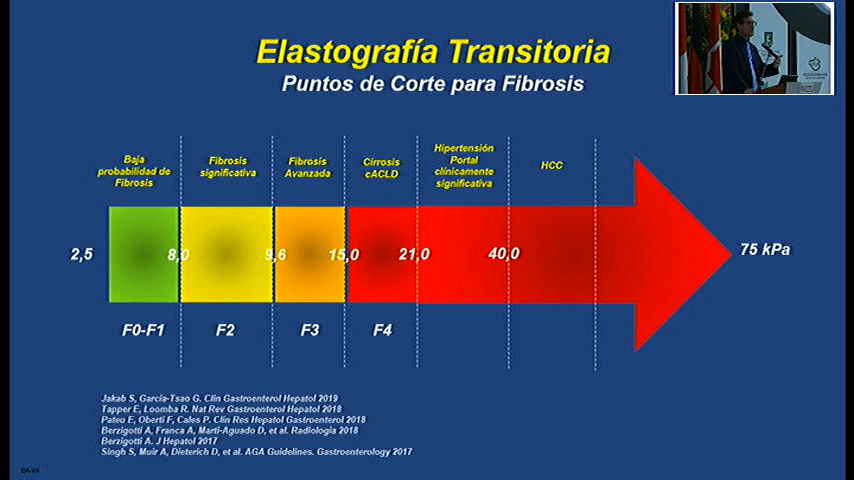 Elastografía Transitoria
Puntos de Corte para Fibrosis
Baja
probabilidad de
Fibrosis
Fibrosis
significativa
Fibrosis
Avanzada
Cirrosis
cACLD
Hipertensión
Portal
clínicamente
significativa
HCC
2,5
8,0
9,6
15,0
21,0
40,0
75 kPa
F0-F1
F2
F3
F4
Jakab S, García-Tsao G. Clin Gastroenterol Hepatol 2019
Tapper E, Loomba R. Nat Rev Gastroenterol Hepatol 2018
Pateu E, Oberti F, Cales P. Clin Res Hepatol Gastroenterol 2018
Berzigotti A, Franca A, Martí-Aguado D, et al. Radiología 2018
Berzigotti A. J Hepatol 2017
Singh S, Muir A, Dieterich D, et al. AGA Guidelines. Gastroenterology 2017